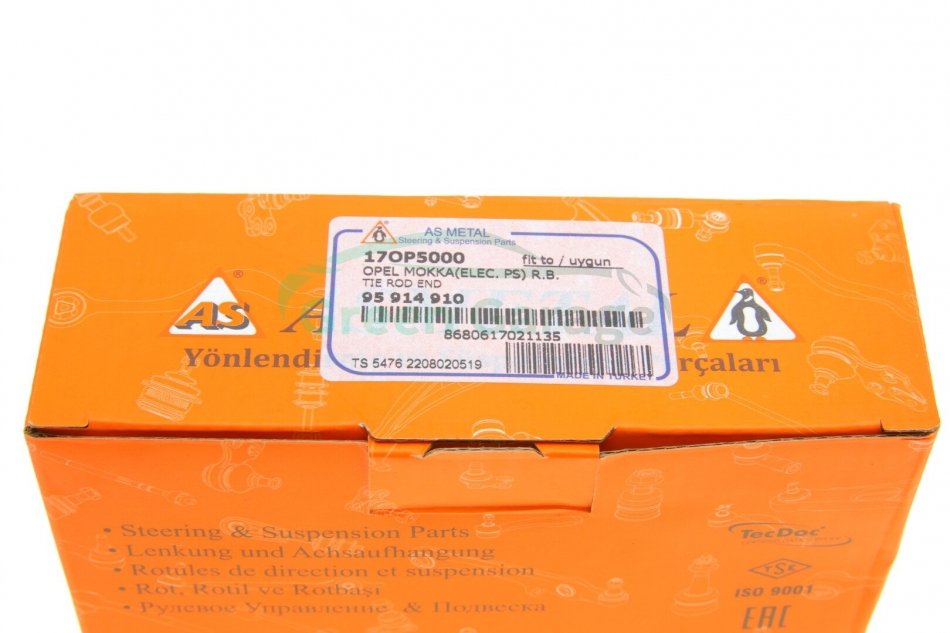 AS METAL
Steering & Suspension Parts
17OP5000 fit to / uygun
OPEL MOKKA(ELEC. PS) R.B.
TIE ROD END
95 914 910
8680617021135
TS 5476 2208020519
MADE IN TURKEY
AS ® A L ®
Yönlendi rçaları
• Steering & Suspension Parts
• Lenkung und Achsaufhangung
• Rotules de direction et suspension
• Rot, Rotil ve Rotbaşı
• Рулевое Управление & Подвеска
TecDoc
TSE
ISO 9001
EAC